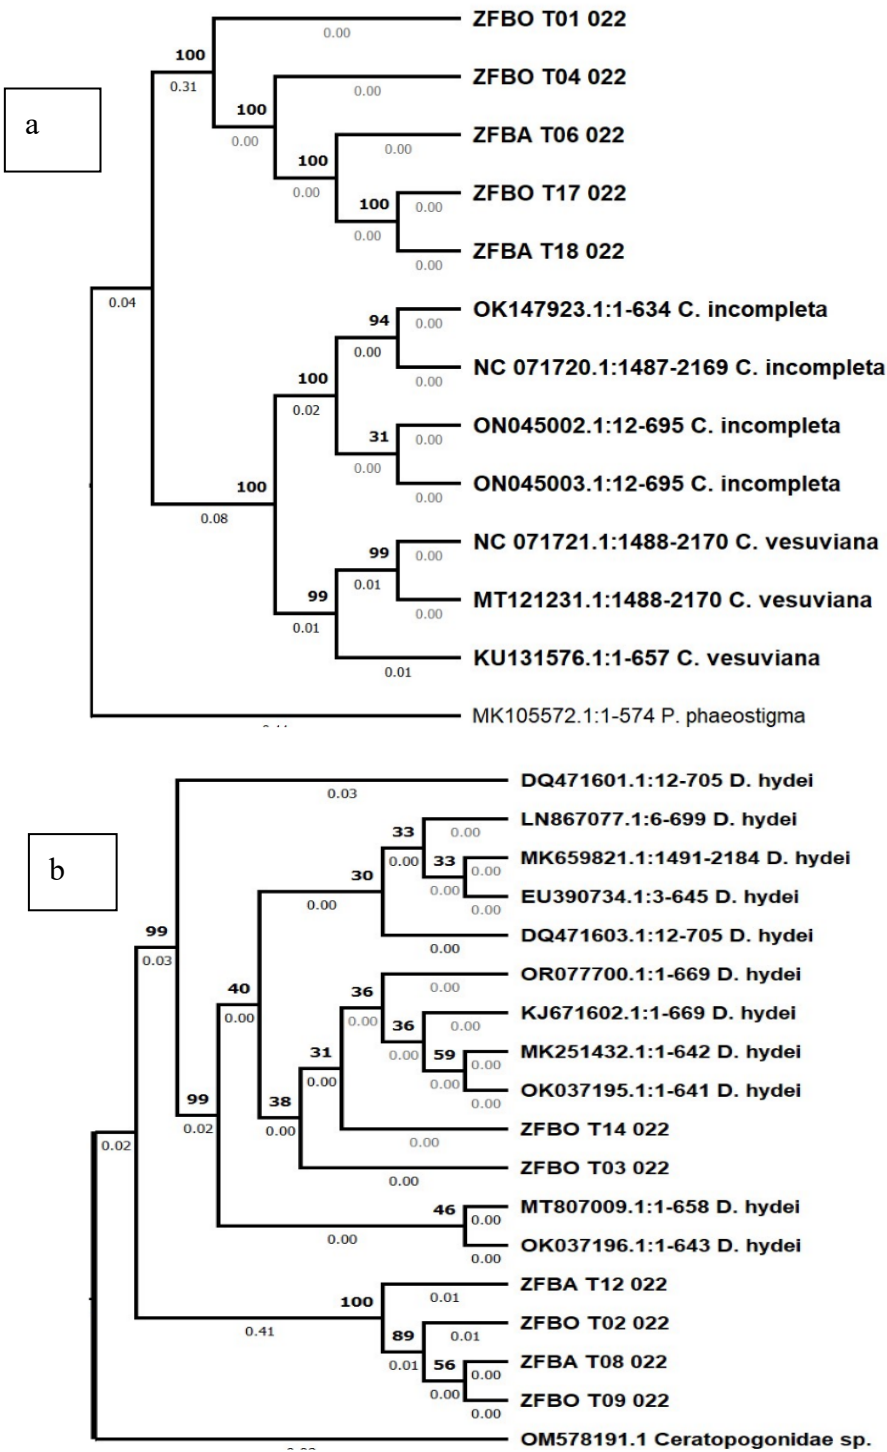 ZFBO T01 022
0.00
100
0.31
ZFBO T04 022
0.00
100
0.00
a
ZFBA T06 022
0.00
100
0.00
ZFBO T17 022
100
0.00
0.00
ZFBA T18 022
0.00
0.04
OK147923.1:1-634 C. incompleta
94
0.00
0.00
NC 071720.1:1487-2169 C. incompleta
100
0.00
0.02
ON045002.1:12-695 C. incompleta
31
0.00
0.00
ON045003.1:12-695 C. incompleta
100
0.00
0.08
NC 071721.1:1488-2170 C. vesuviana
99
0.00
0.01
MT121231.1:1488-2170 C. vesuviana
99
0.00
0.01
KU131576.1:1-657 C. vesuviana
0.01
MK105572.1:1-574 P. phaeostigma
DQ471601.1:12-705 D. hydei
0.03
LN867077.1:6-699 D. hydei
33
0.00
0.00
MK659821.1:1491-2184 D. hydei
33
0.00
b
30
0.00
EU390734.1:3-645 D. hydei
0.00
0.00
DQ471603.1:12-705 D. hydei
99
0.00
0.03
OR077700.1:1-669 D. hydei
40
36
0.00
0.00
KJ671602.1:1-669 D. hydei
0.00
36
0.00
31
MK251432.1:1-642 D. hydei
0.00
59
0.00
0.00
0.00
OK037195.1:1-641 D. hydei
99
38
0.00
0.02
0.00
ZFBO T14 022
0.02
0.00
ZFBO T03 022
0.00
MT807009.1:1-658 D. hydei
46
0.00
0.00
OK037196.1:1-643 D. hydei
0.00
ZFBA T12 022
100
0.01
0.41
ZFBO T02 022
89
0.01
0.01
ZFBA T08 022
56
0.00
0.00
ZFBO T09 022
0.00
OM578191.1 Ceratopogonidae sp.